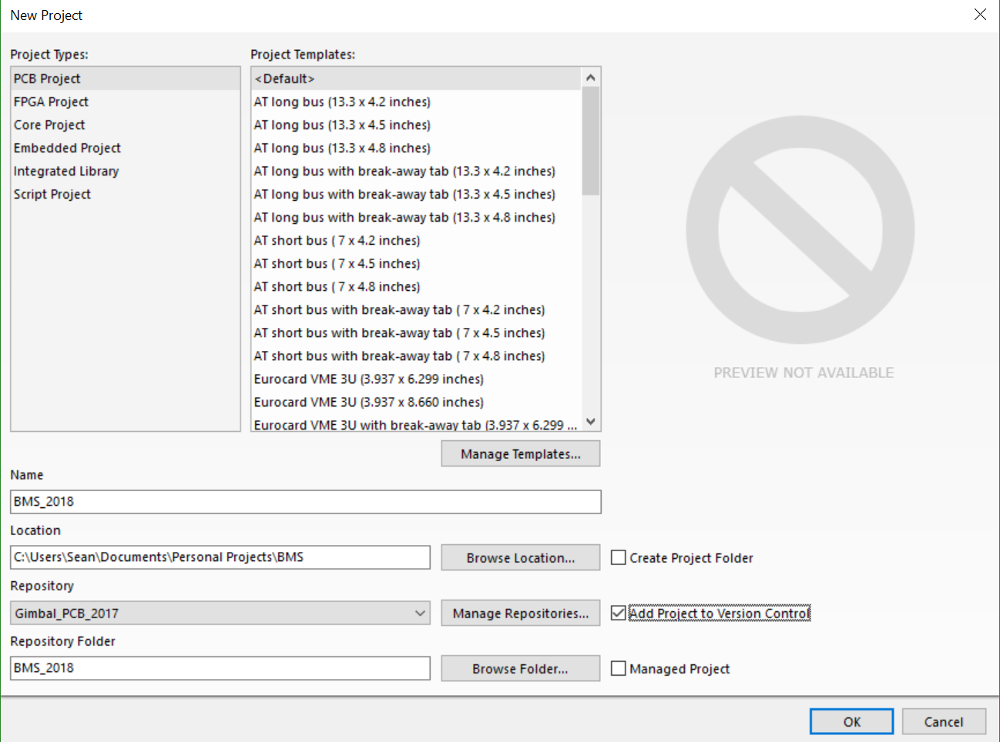 New Project
Project Types:
Project Templates:
PCB Project
FPGA Project
Core Project
Embedded Project
Integrated Library
Script Project
<Default>
AT long bus (13.3 x 4.2 inches)
AT long bus (13.3 x 4.5 inches)
AT long bus (13.3 x 4.8 inches)
AT long bus with break-away tab (13.3 x 4.2 inches)
AT long bus with break-away tab (13.3 x 4.5 inches)
AT long bus with break-away tab (13.3 x 4.8 inches)
AT short bus ( 7 x 4.2 inches)
AT short bus ( 7 x 4.5 inches)
AT short bus ( 7 x 4.8 inches)
AT short bus with break-away tab ( 7 x 4.2 inches)
AT short bus with break-away tab ( 7 x 4.5 inches)
AT short bus with break-away tab ( 7 x 4.8 inches)
Eurocard VME 3U (3.937 x 6.299 inches)
Eurocard VME 3U (3.937 x 8.660 inches)
Eurocard VME 3U with break-away tab (3.937 x 6.299 ...
PREVIEW NOT AVAILABLE
Manage Templates...
Name
BMS_2018
Location
C:\Users\Sean\Documents\Personal Projects\BMS
Browse Location...
Create Project Folder
Repository
Gimbal_PCB_2017
Manage Repositories...
Add Project to Version Control
Repository Folder
BMS_2018
Browse Folder...
Managed Project
OK
Cancel